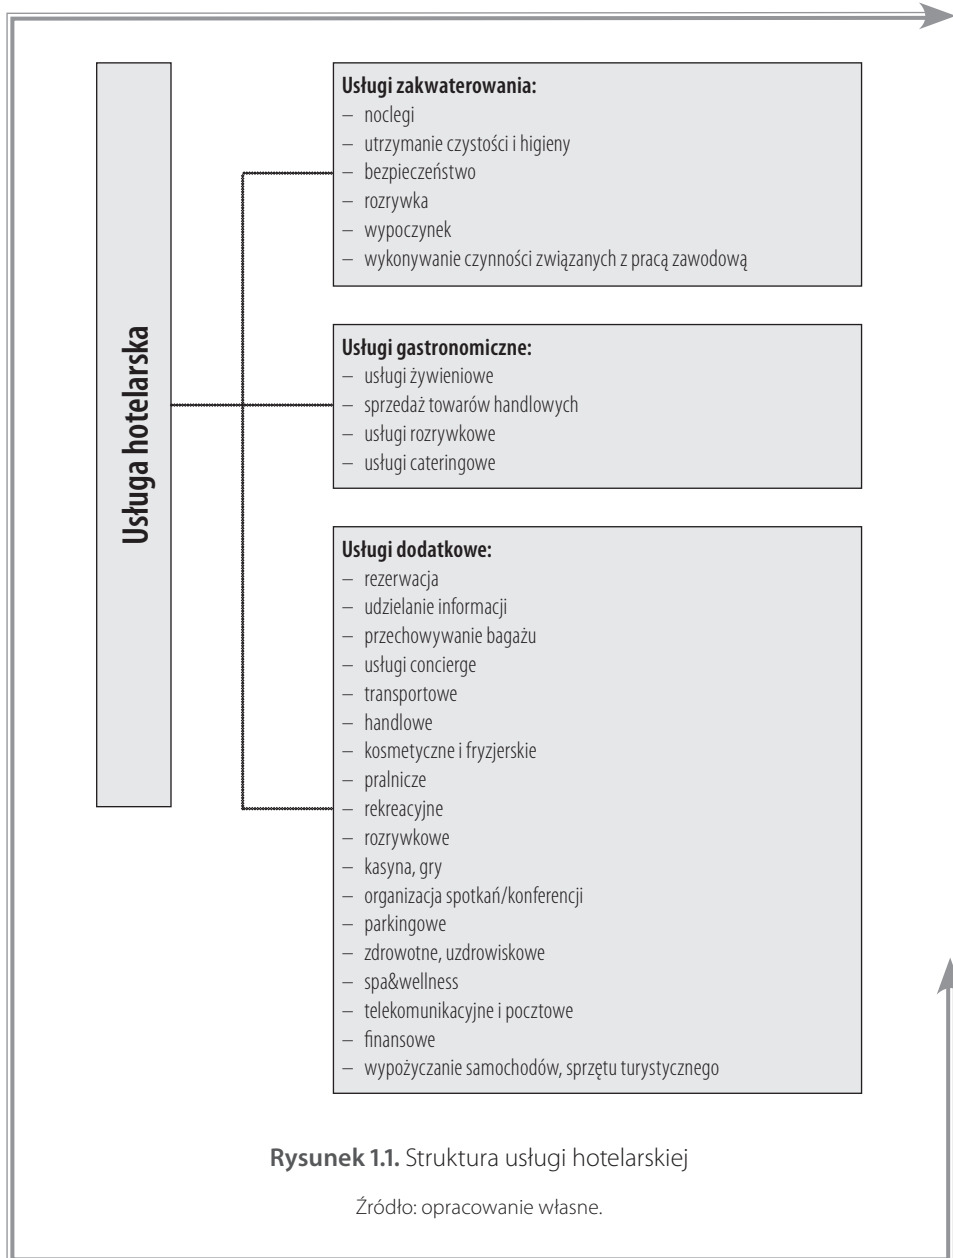 Usługa hotelarska
Usługi zakwaterowania:
– noclegi
– utrzymanie czystości i higieny
– bezpieczeństwo
– rozrywka
– wypoczynek
– wykonywanie czynności związanych z pracą zawodową
Usługi gastronomiczne:
– usługi żywieniowe
– sprzedaż towarów handlowych
– usługi rozrywkowe
– usługi cateringowe
Usługi dodatkowe:
– rezerwacja
– udzielanie informacji
– przechowywanie bagażu
– usługi concierge
– transportowe
– handlowe
– kosmetyczne i fryzjerskie
– pralnicze
– rekreacyjne
– rozrywkowe
– kasyna, gry
– organizacja spotkań/konferencji
– parkingowe
– zdrowotne, uzdrowiskowe
– spa&wellness
– telekomunikacyjne i pocztowe
– finansowe
– wypożyczanie samochodów, sprzętu turystycznego
Rysunek 1.1. Struktura usługi hotelarskiej
Źródło: opracowanie własne.